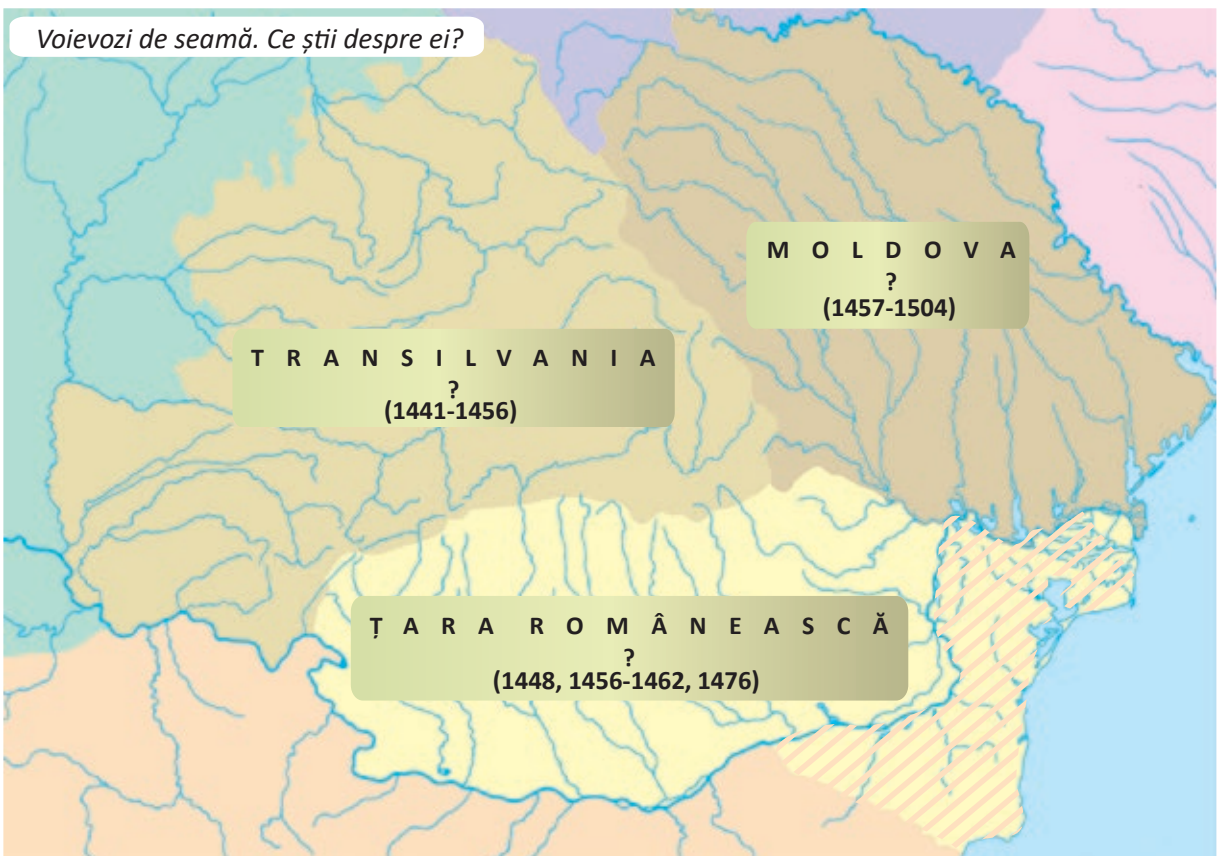 Voievozi de seamă. Ce știi despre ei?
MOLDOVA
?
(1457-1504)
TRANSILVANIA
?
(1441-1456)
ȚARA ROMÂNEASCĂ
?
(1448, 1456-1462, 1476)